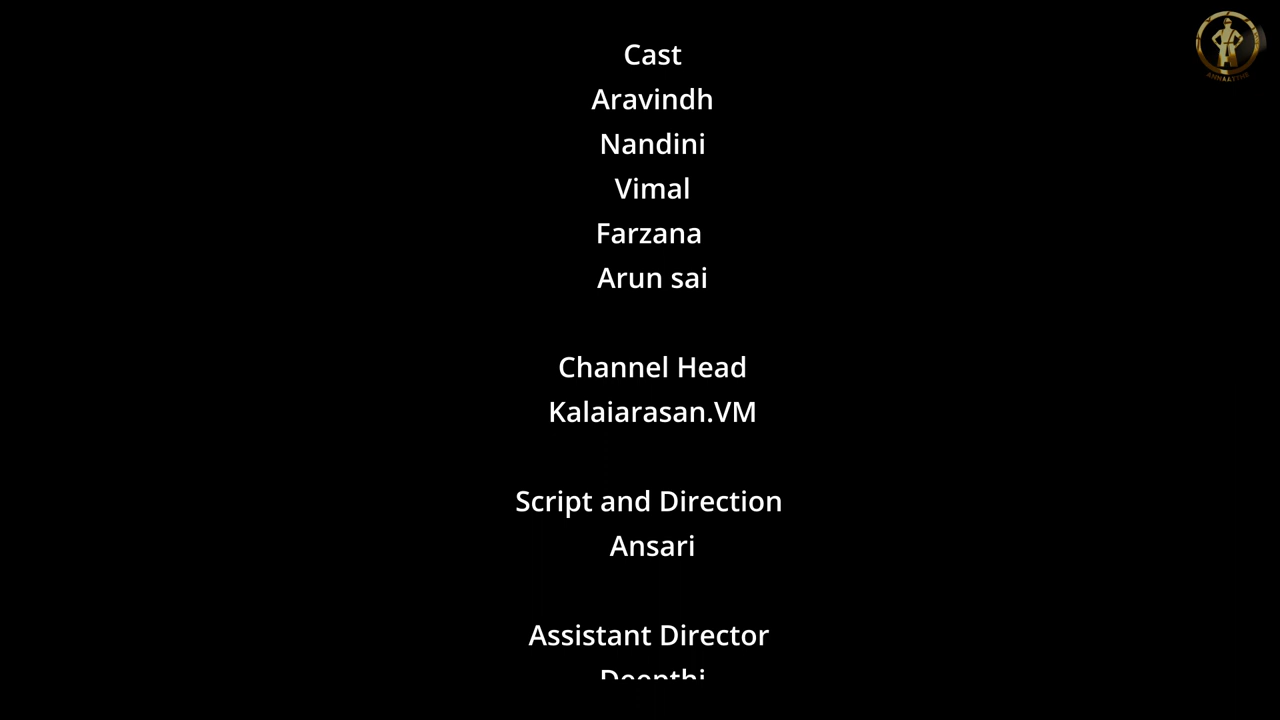 Cast
Aravindh
Nandini
Vimal
Farzana
Arun sai
Channel Head
Kalaiarasan.VM
Script and Direction
Ansari
Assistant Director